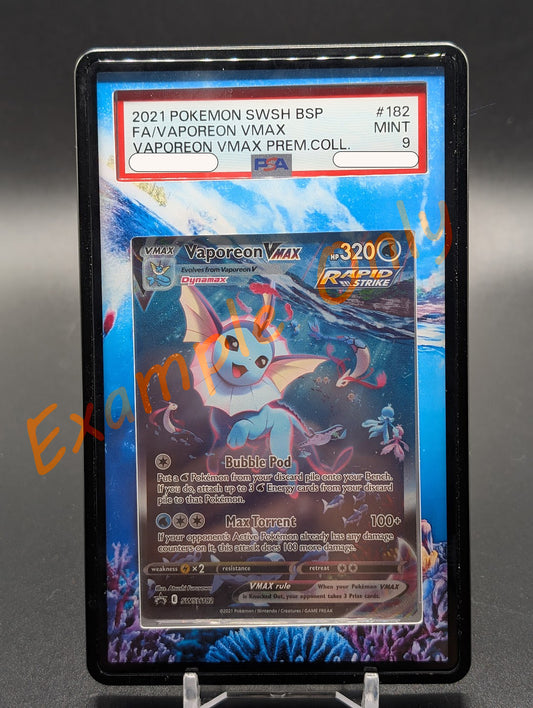 2021 POKEMON SWSH BSP #182
FA/VAPOREON VMAX MINT
VAPOREON VMAX PREM.COLL. 9
PSA
Example Only
VMAX Vaporeon VMAX HP 320
Evolves from Vaporeon V
Dynamax
RAPID STRIKE
Bubble Pod
Put a Pokémon from your discard pile onto your Bench.
If you do, attach up to 3 Energy cards from your discard
pile to that Pokémon.
Max Torrent 100+
If your opponent's Active Pokémon already has any damage
counters on it, this attack does 100 more damage.
weakness ×2 resistance retreat
VMAX rule When your Pokémon VMAX
is Knocked Out, your opponent takes 3 Prize cards.
©2021 Pokémon / Nintendo / Creatures / GAME FREAK